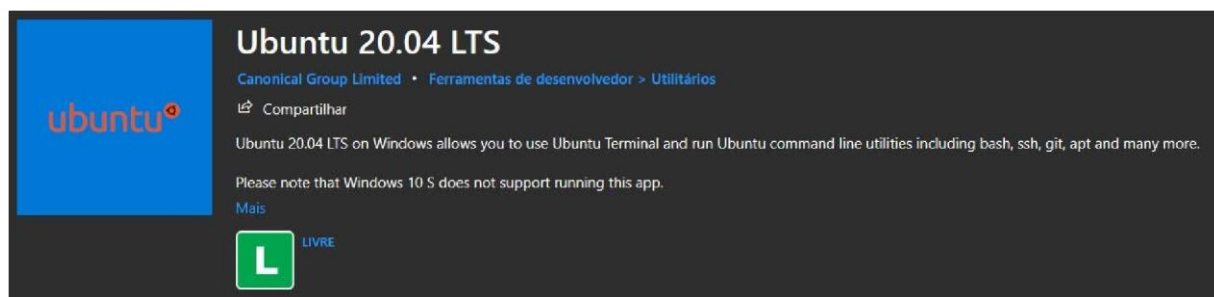 Ubuntu 20.04 LTS
Canonical Group Limited • Ferramentas de desenvolvedor > Utilitários
ubuntu
Compartilhar
Ubuntu 20.04 LTS on Windows allows you to use Ubuntu Terminal and run Ubuntu command line utilities including bash, ssh, git, apt and many more.
Please note that Windows 10 S does not support running this app.
Mais
L
LIVRE